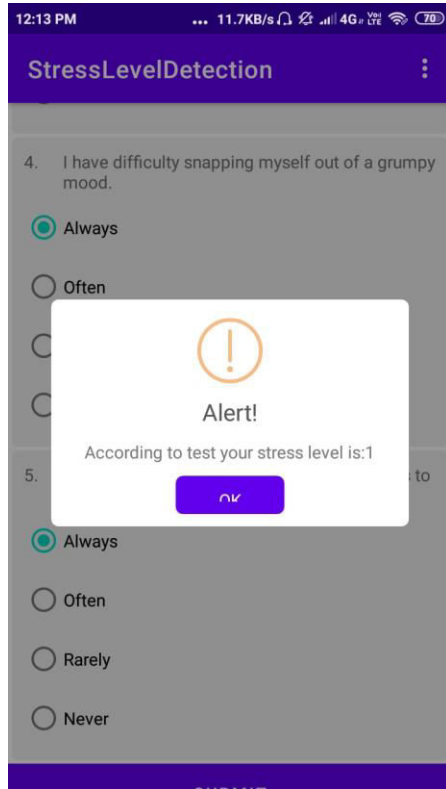 12:13 PM ... 11.7KB/s 4G VoLTE 70
StressLevelDetection
4. I have difficulty snapping myself out of a grumpy
mood.
Always
Often
Alert!
According to test your stress level is:1
OK
5. to
Always
Often
Rarely
Never